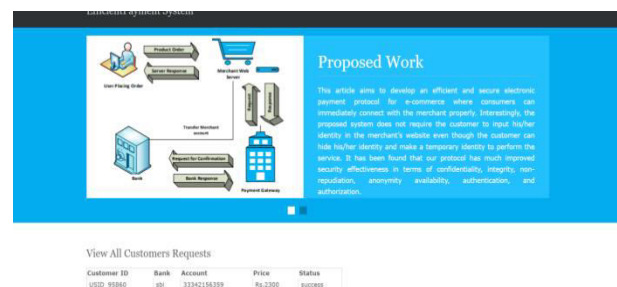 EfficientPayment System
Product Order
Server Response
User Placing Order
Merchant Web
Server
Request
Response
Transfer Merchant
account
Request for Confirmation
Bank Response
Bank
Payment Gateway
Proposed Work
This article aims to develop an efficient and secure electronic
payment protocol for e-commerce where consumers can
immediately connect with the merchant properly. Interestingly, the
proposed system does not require the customer to input his/her
identity in the merchant's website even though the customer can
hide his/her identity and make a temporary identity to perform the
service. It has been found that our protocol has much improved
security effectiveness in terms of confidentiality, integrity, non-
repudiation, anonymity availability, authentication, and
authorization.
View All Customers Requests
Customer ID Bank Account Price Status
USID 95860 sbi 33342156359 Rs.2300 success